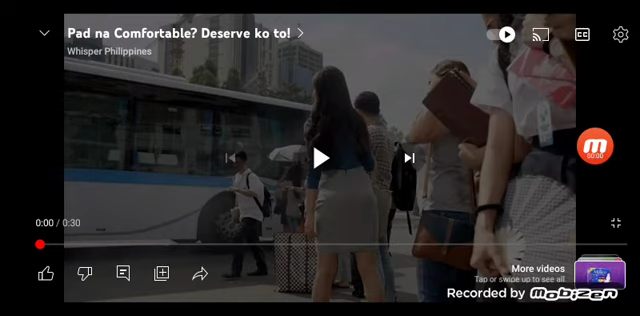 Pad na Comfortable? Deserve ko to!
Whisper Philippines
CC
00:00
0:00 / 0:30
More videos
Tap or swipe up to see all
Recorded by MOBIZEN